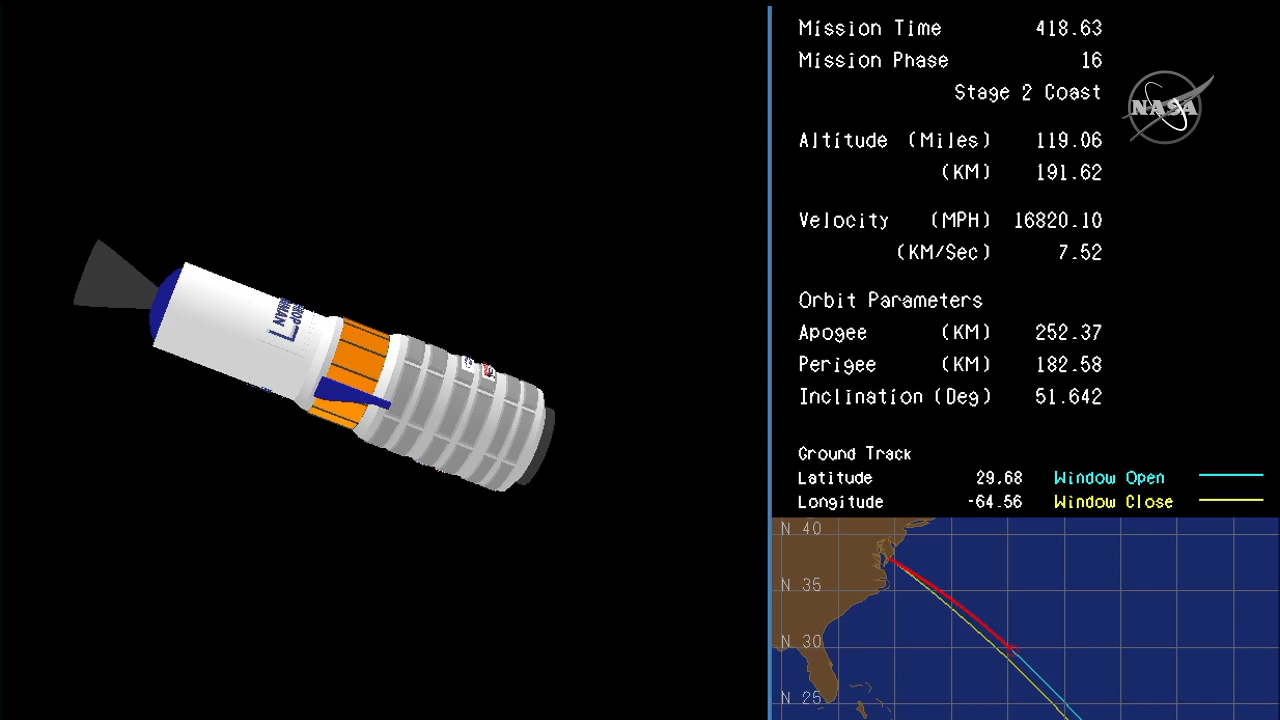 Mission Time 418.63
Mission Phase 16
Stage 2 Coast
NASA
Altitude (Miles) 119.06
(KM) 191.62
Velocity (MPH) 16820.10
(KM/Sec) 7.52
Orbit Parameters
Apogee (KM) 252.37
Perigee (KM) 182.58
Inclination (Deg) 51.642
Ground Track
Latitude 29.68 Window Open
Longitude -64.56 Window Close
N 40
N 35
N 30
N 25